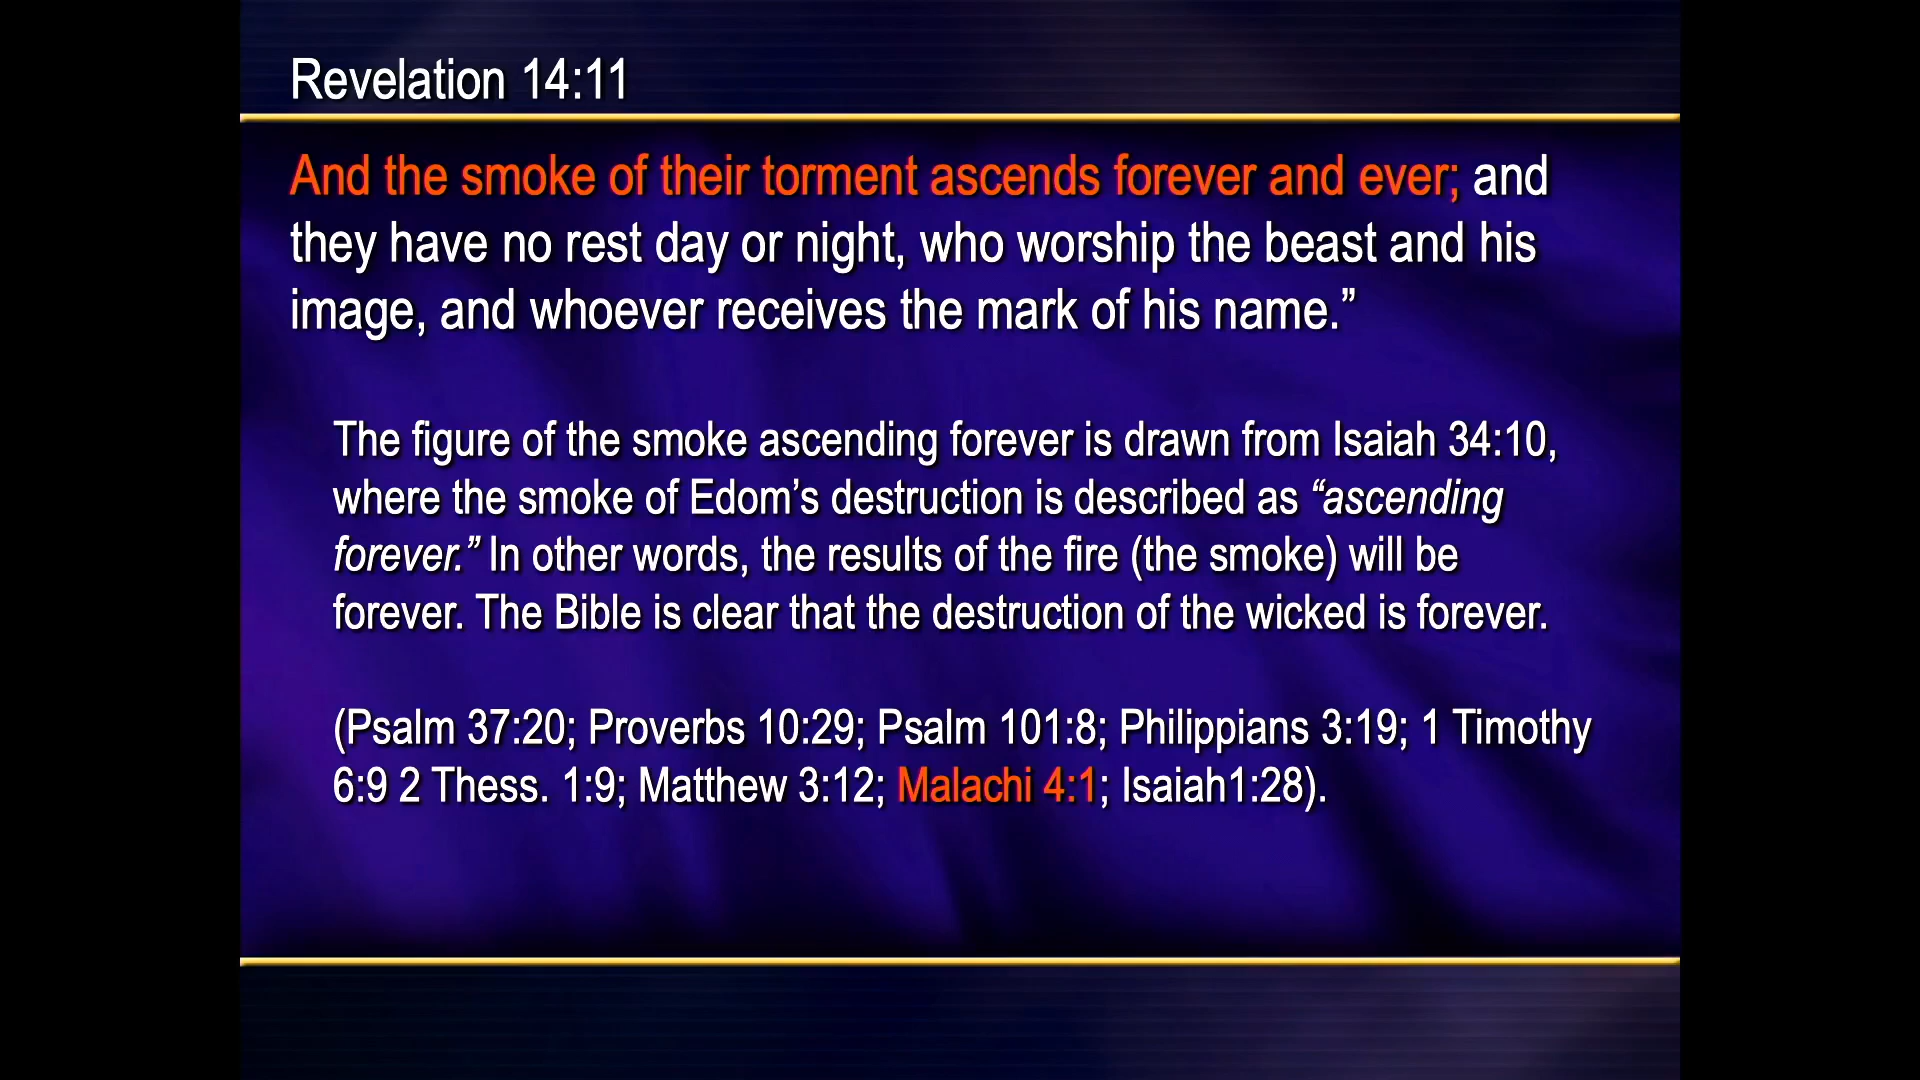 Revelation 14:11
And the smoke of their torment ascends forever and ever; and
they have no rest day or night, who worship the beast and his
image, and whoever receives the mark of his name.”
The figure of the smoke ascending forever is drawn from Isaiah 34:10,
where the smoke of Edom’s destruction is described as “ascending
forever.” In other words, the results of the fire (the smoke) will be
forever. The Bible is clear that the destruction of the wicked is forever.
(Psalm 37:20; Proverbs 10:29; Psalm 101:8; Philippians 3:19; 1 Timothy
6:9 2 Thess. 1:9; Matthew 3:12; Malachi 4:1; Isaiah1:28).